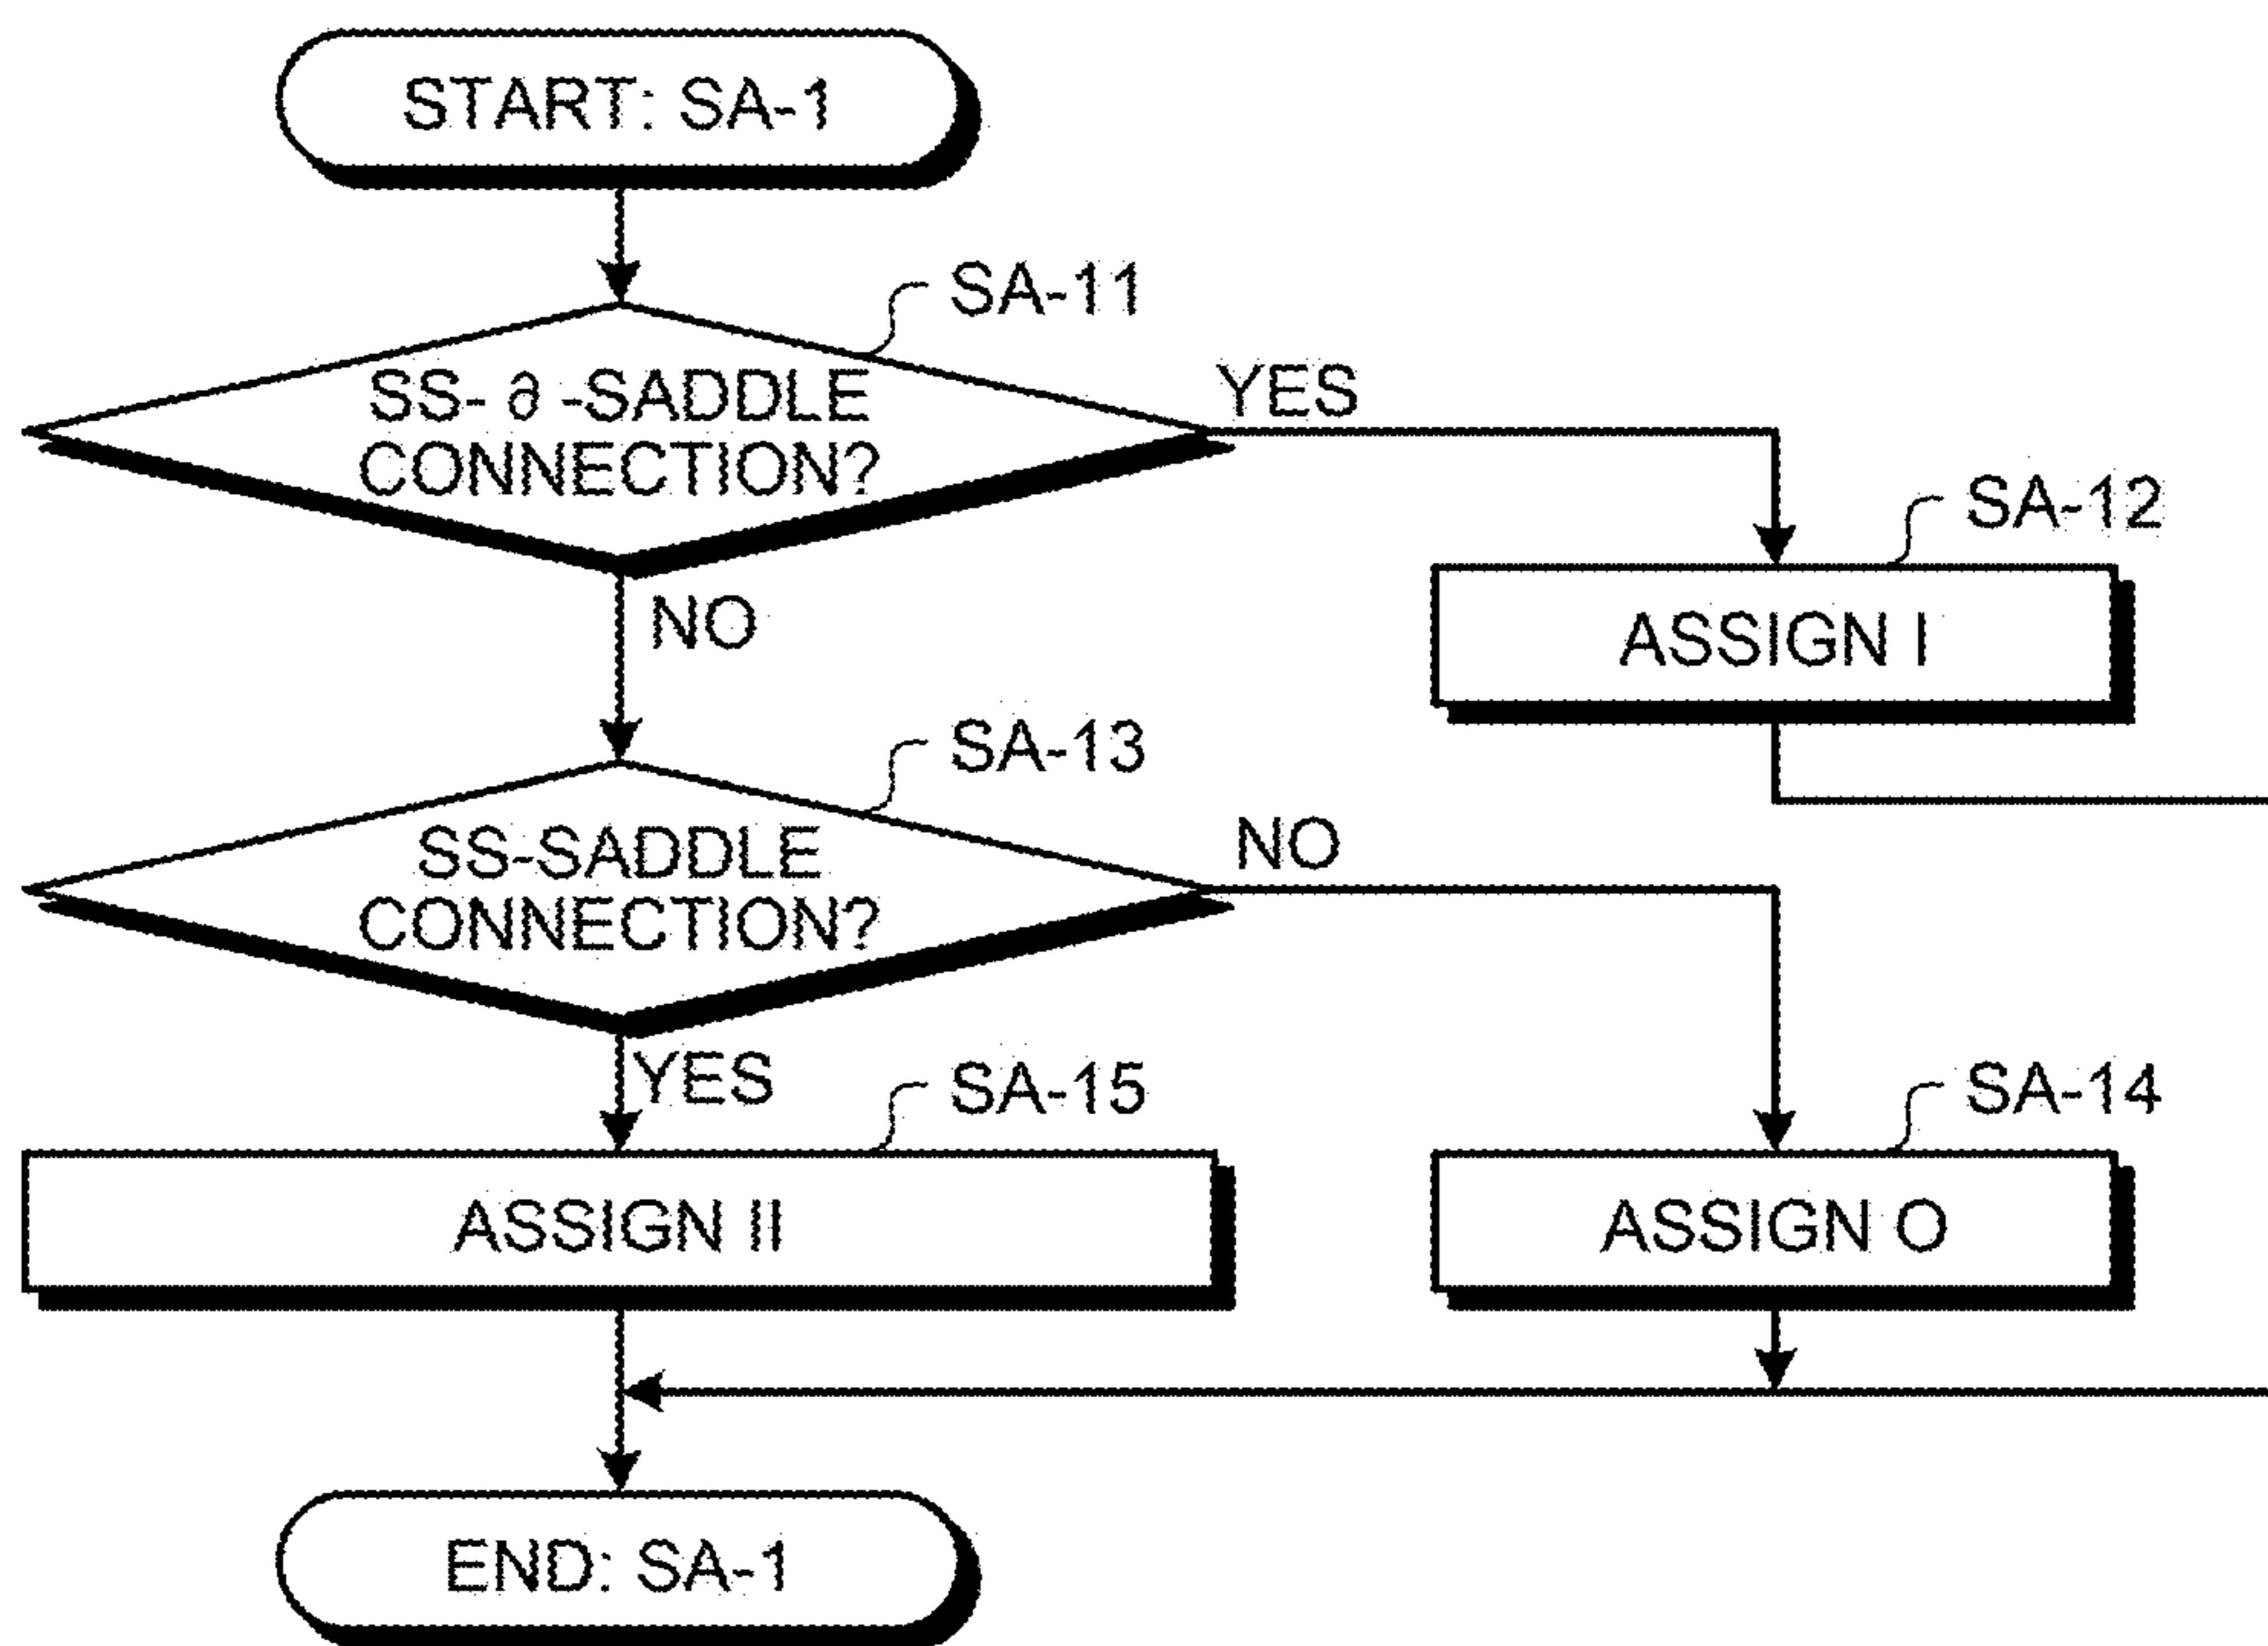 START: SA-1
SA-11
SS- ∂ -SADDLE
CONNECTION?
YES
SA-12
ASSIGN I
NO
SA-13
SS-SADDLE
CONNECTION?
NO
YES
SA-15
SA-14
ASSIGN II
ASSIGN O
END: SA-1